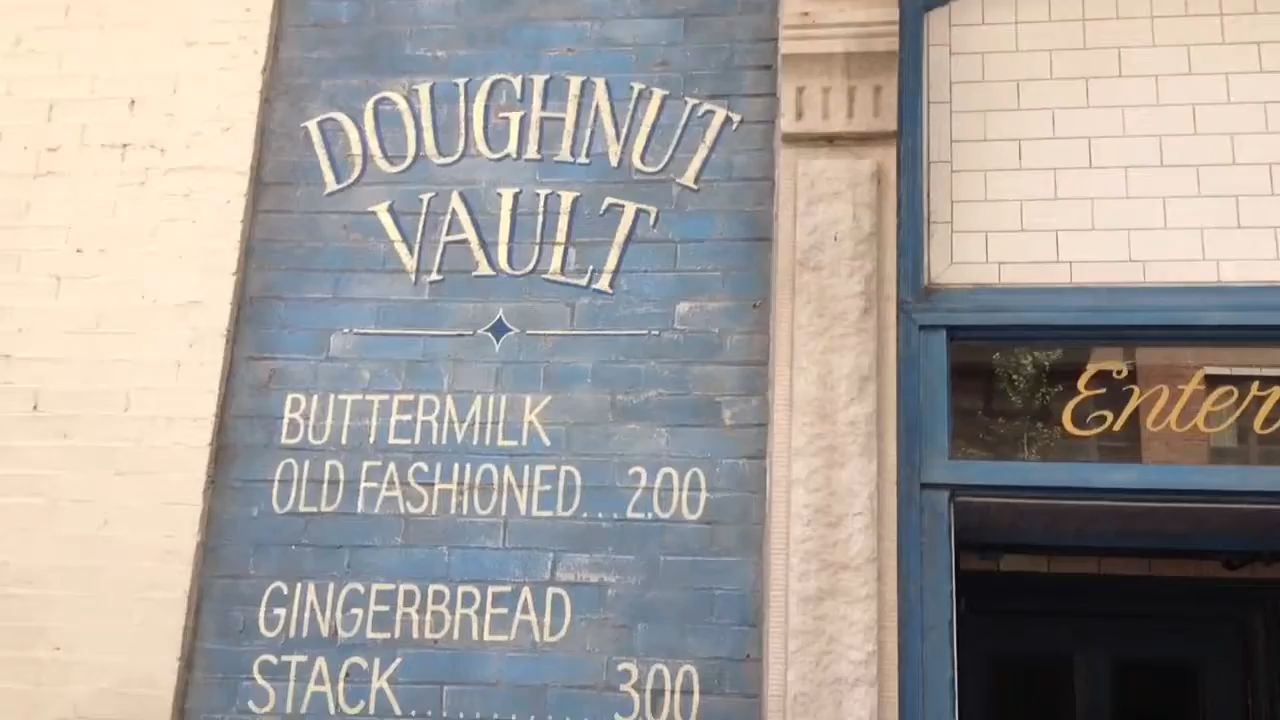 DOUGHNUT
VAULT
BUTTERMILK
OLD FASHIONED...2.00
GINGERBREAD
STACK.............3.00
Enter